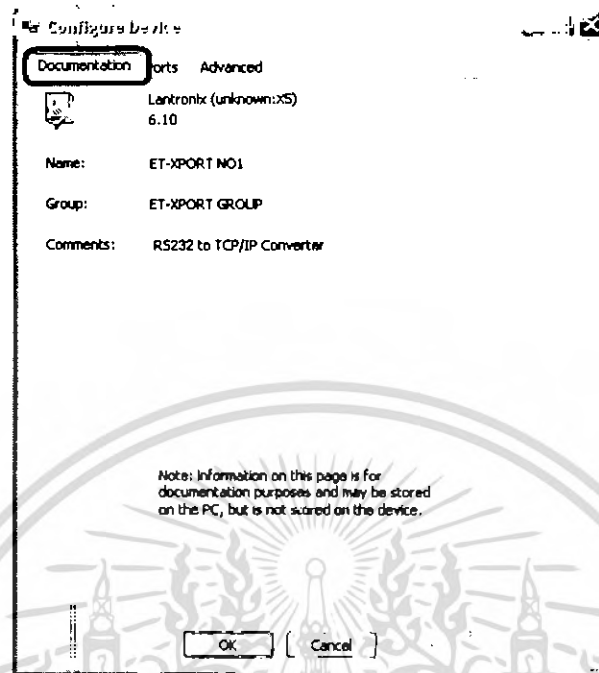 Configure Device
Documentation orts Advanced
Lantronix (unknown:X5)
6.10
Name: ET-XPORT NO1
Group: ET-XPORT GROUP
Comments: RS232 to TCP/IP Converter
Note: Information on this page is for
documentation purposes and may be stored
on the PC, but is not stored on the device.
OK Cancel